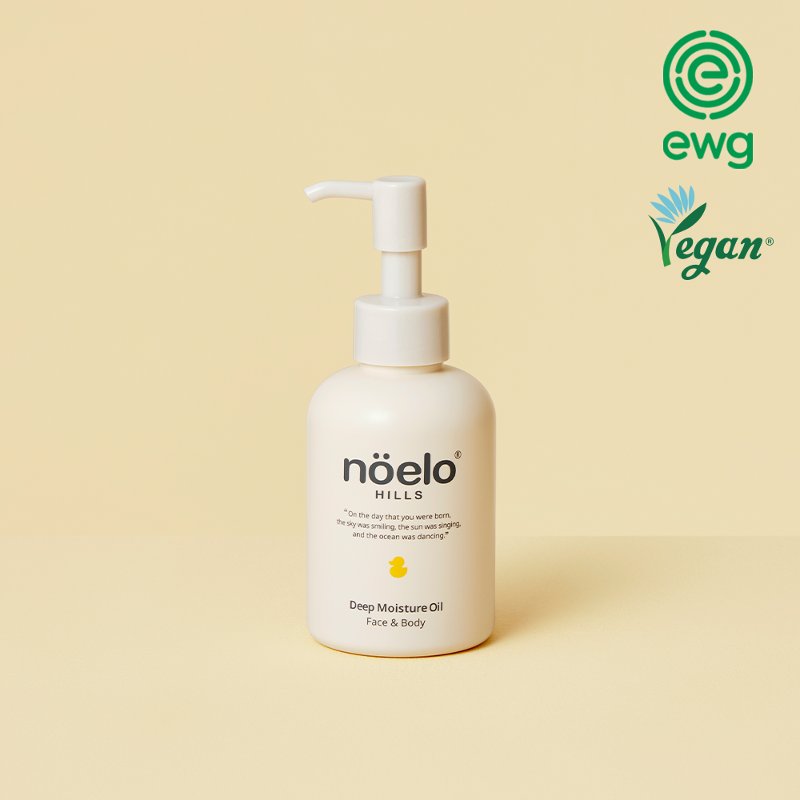 ewg
Vegan®
nöelo®
HILLS
"On the day that you were born,
the sky was smiling, the sun was singing,
and the ocean was dancing."
Deep Moisture Oil
Face & Body